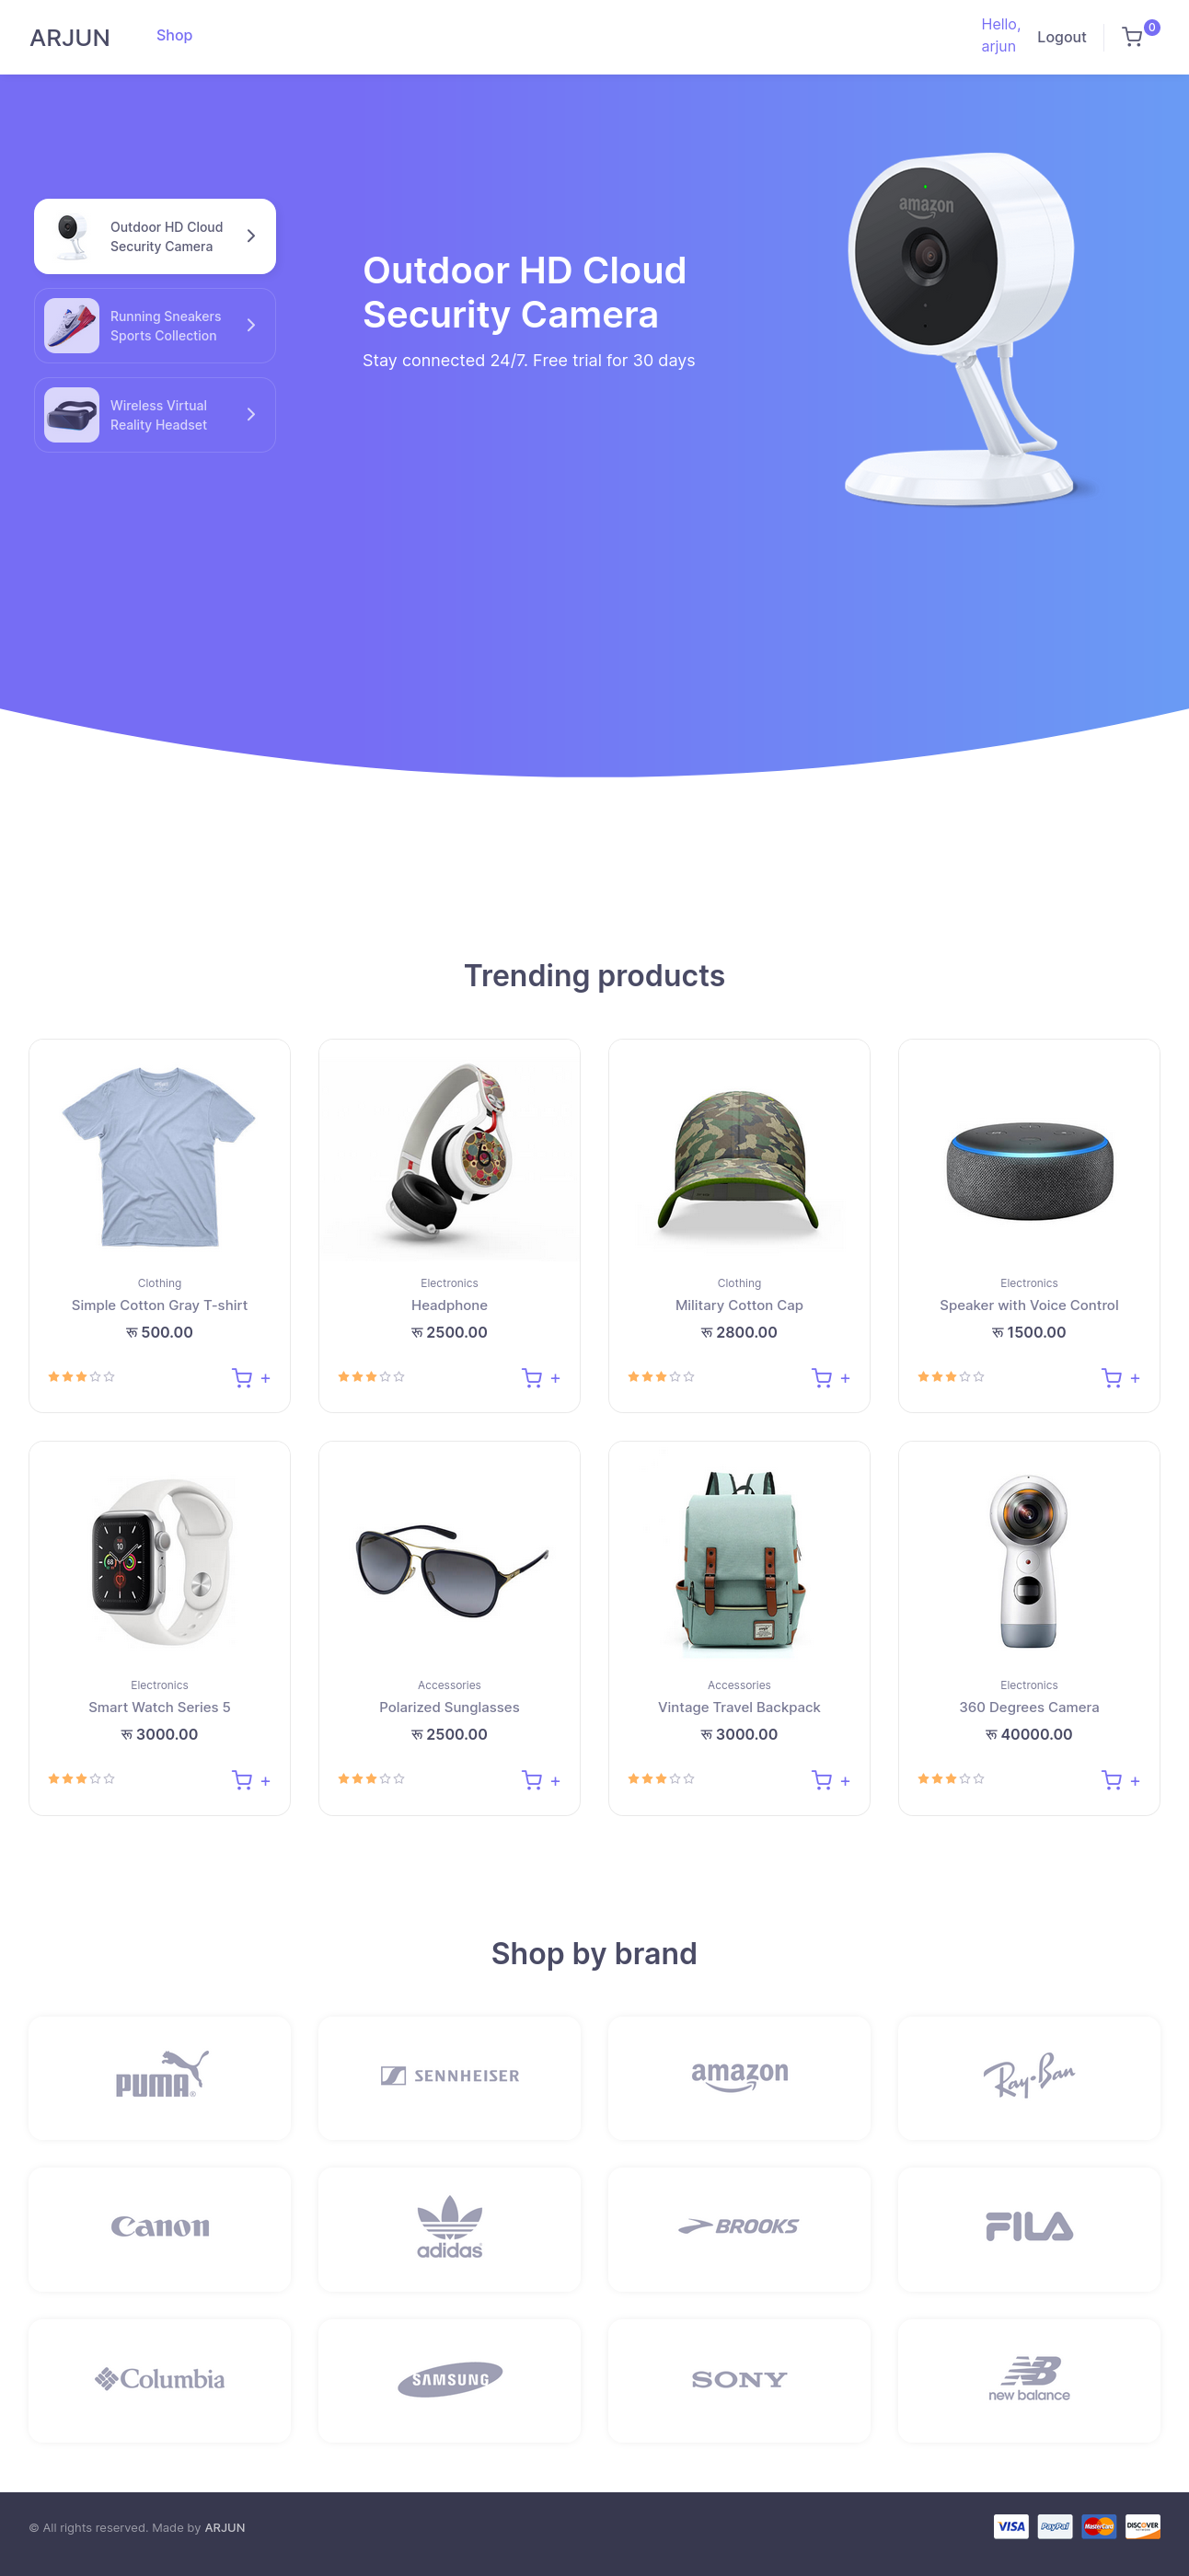 ARJUN
Shop
Hello,
arjun
Logout
0
Outdoor HD Cloud
Security Camera
Running Sneakers
Sports Collection
Wireless Virtual
Reality Headset
Outdoor HD Cloud
Security Camera
Stay connected 24/7. Free trial for 30 days
amazon
Trending products
Clothing
Simple Cotton Gray T-shirt
रू 500.00
+
Electronics
Headphone
रू 2500.00
+
Clothing
Military Cotton Cap
रू 2800.00
+
Electronics
Speaker with Voice Control
रू 1500.00
+
Electronics
Smart Watch Series 5
रू 3000.00
+
Accessories
Polarized Sunglasses
रू 2500.00
+
Accessories
Vintage Travel Backpack
रू 3000.00
+
Electronics
360 Degrees Camera
रू 40000.00
+
Shop by brand
PUMA
SENNHEISER
amazon
Ray-Ban
Canon
adidas
BROOKS
FILA
Columbia
SAMSUNG
SONY
new balance
© All rights reserved. Made by ARJUN
VISA
PayPal
MasterCard
DISCOVER